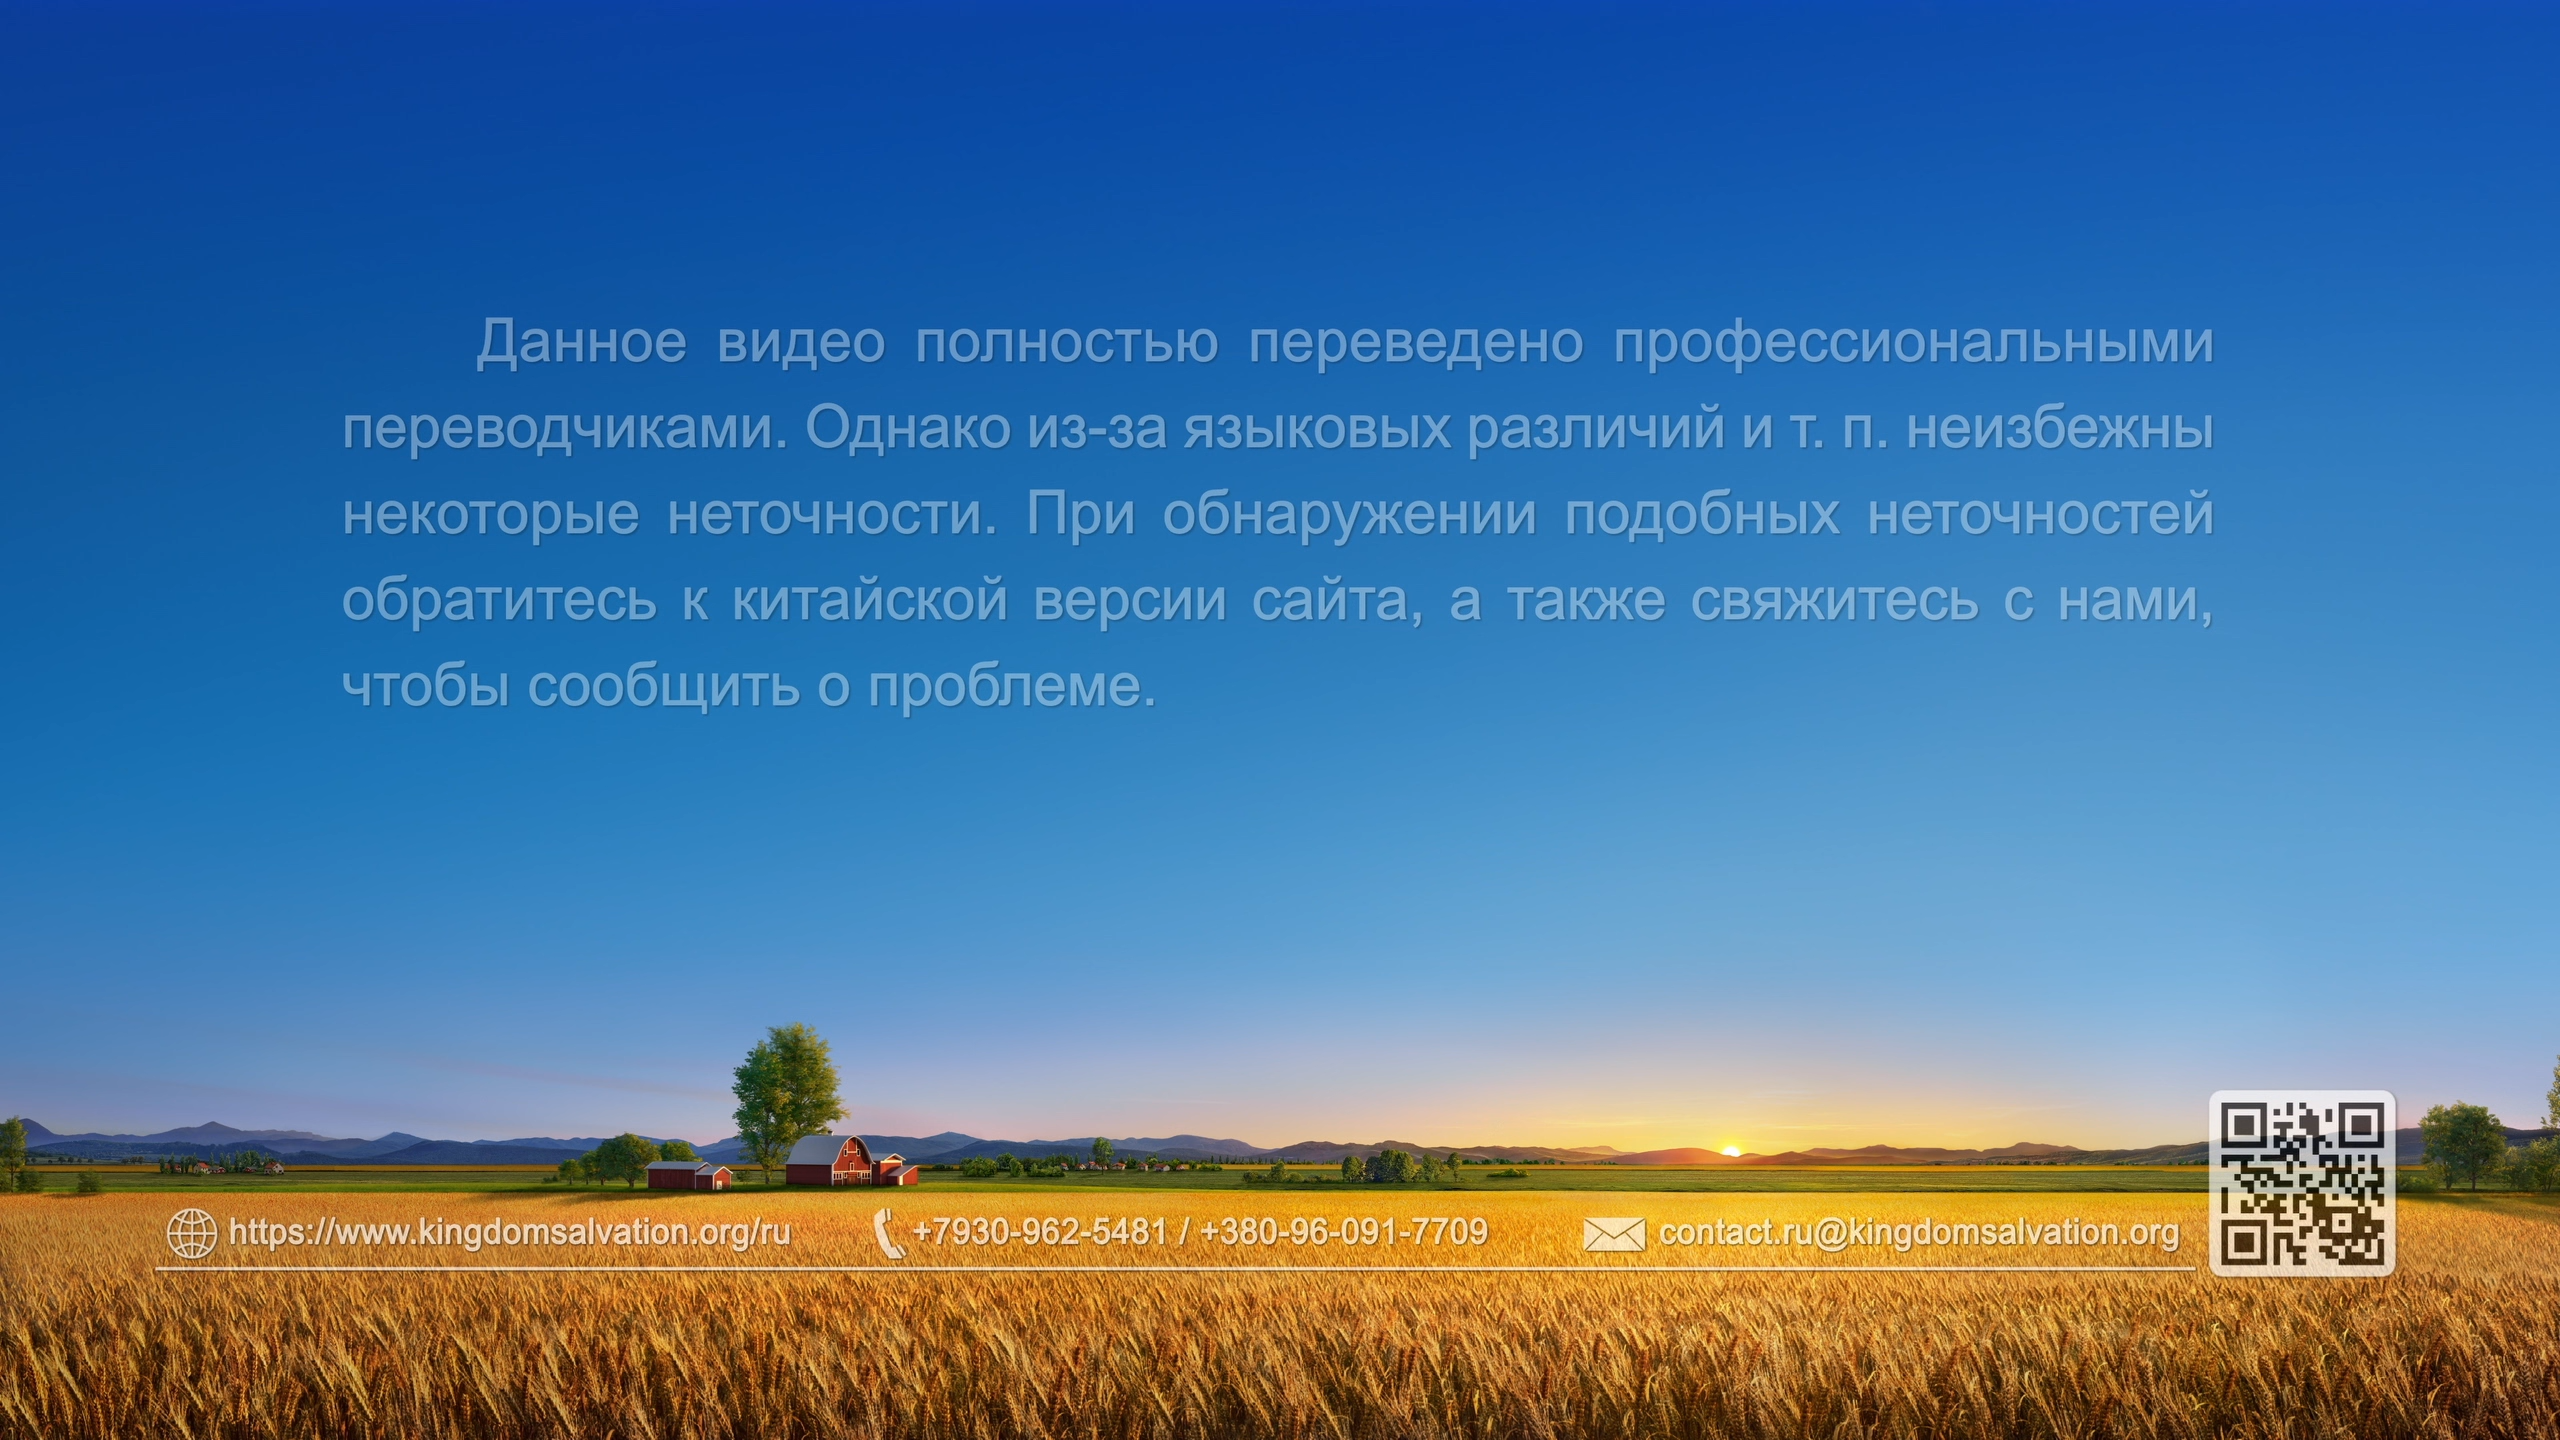 Данное видео полностью переведено профессиональными
переводчиками. Однако из-за языковых различий и т. п. неизбежны
некоторые неточности. При обнаружении подобных неточностей
обратитесь к китайской версии сайта, а также свяжитесь с нами,
чтобы сообщить о проблеме.
https://www.kingdomsalvation.org/ru
+7930-962-5481 / +380-96-091-7709
contact.ru@kingdomsalvation.org